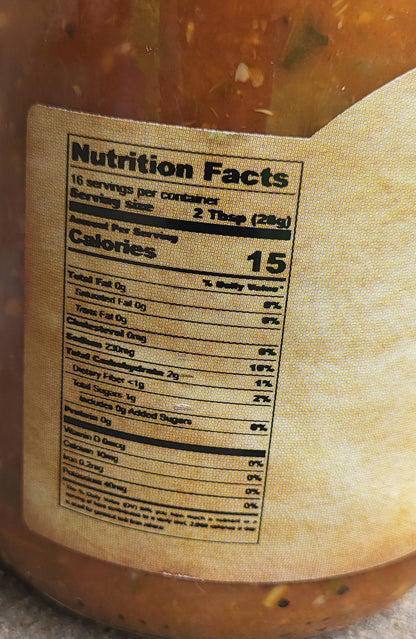 Nutrition Facts
16 servings per container
Serving size 2 Tbsp (28g)
Amount Per Serving
Calories 15
% Daily Value*
Total Fat 0g 0%
Saturated Fat 0g 0%
Trans Fat 0g
Cholesterol 0mg 0%
Sodium 230mg 10%
Total Carbohydrate 2g 1%
Dietary Fiber <1g 2%
Total Sugars 1g
Includes 0g Added Sugars 0%
Protein 0g
Vitamin D 0mcg 0%
Calcium 10mg 0%
Iron 0.2mg 0%
Potassium 40mg 0%